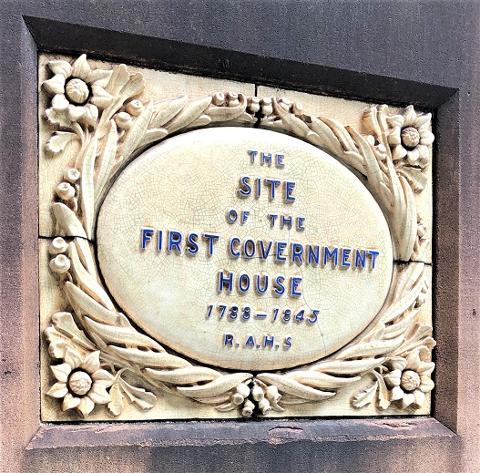 THE
SITE
OF THE
FIRST GOVERNMENT
HOUSE
1788-1845
R.A.H.S